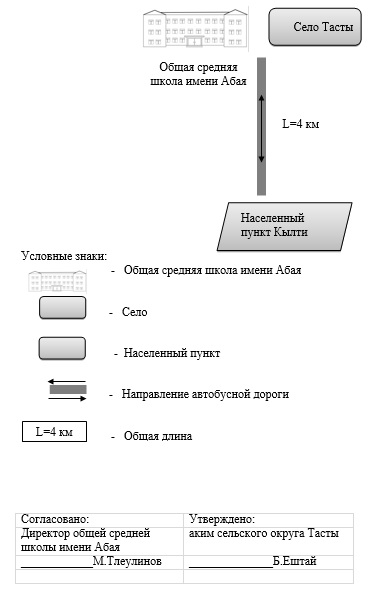 Село Тасты
Общая средняя
школа имени Абая
L=4 км
Населенный
пункт Кылти
Условные знаки:
- Общая средняя школа имени Абая
- Село
- Населенный пункт
- Направление автобусной дороги
L=4 км
- Общая длина
Согласовано:
Директор общей средней
школы имени Абая
____________М.Тлеулинов
Утверждено:
аким сельского округа Тасты
______________Б.Ештай